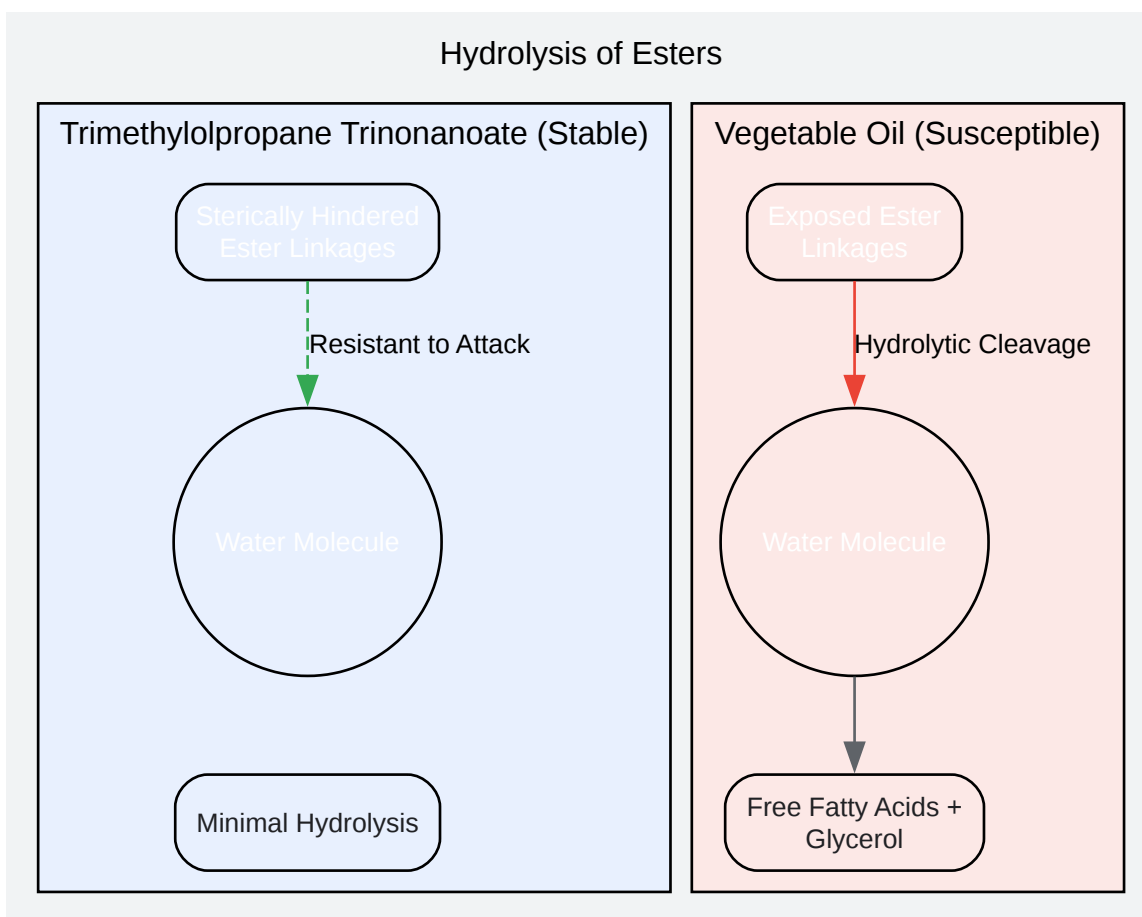 Hydrolysis of Esters
Trimethylolpropane Trinonanoate (Stable)
Sterically Hindered
Ester Linkages
Resistant to Attack
Water Molecule
Minimal Hydrolysis
Vegetable Oil (Susceptible)
Exposed Ester
Linkages
Hydrolytic Cleavage
Water Molecule
Free Fatty Acids +
Glycerol